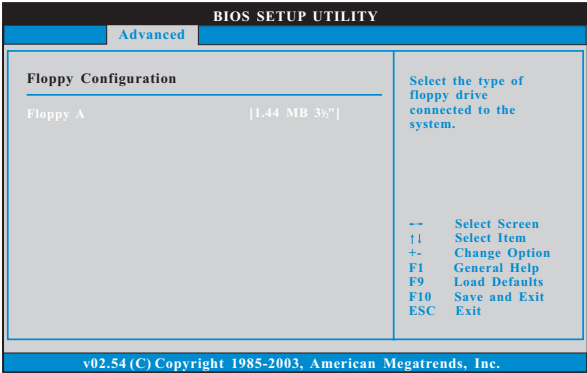 BIOS SETUP UTILITY
Advanced
Floppy Configuration
Floppy A [1.44 MB 3½"]
Select the type of
floppy drive
connected to the
system.
←→ Select Screen
↑↓ Select Item
+- Change Option
F1 General Help
F9 Load Defaults
F10 Save and Exit
ESC Exit
v02.54 (C) Copyright 1985-2003, American Megatrends, Inc.